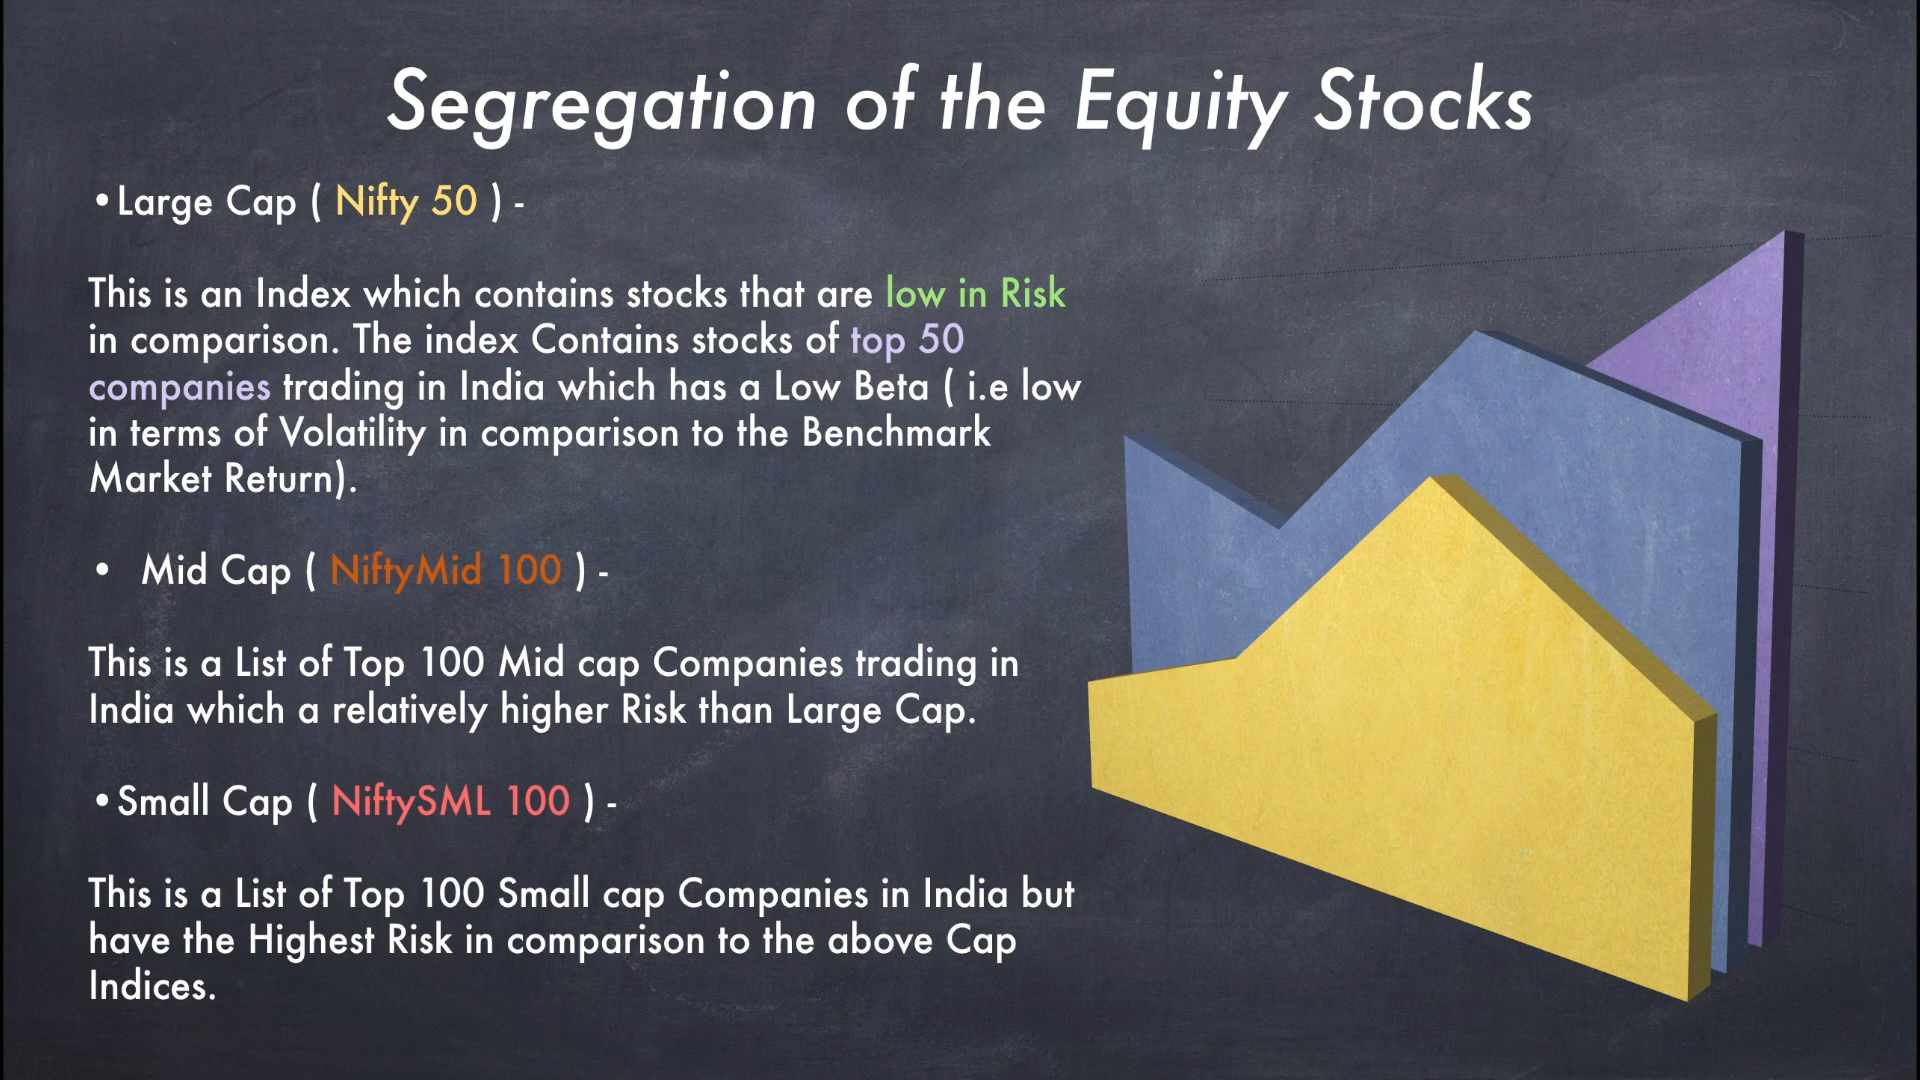 Segregation of the Equity Stocks
•Large Cap ( Nifty 50 ) -
This is an Index which contains stocks that are low in Risk
in comparison. The index Contains stocks of top 50
companies trading in India which has a Low Beta ( i.e low
in terms of Volatility in comparison to the Benchmark
Market Return).
• Mid Cap ( NiftyMid 100 ) -
This is a List of Top 100 Mid cap Companies trading in
India which a relatively higher Risk than Large Cap.
•Small Cap ( NiftySML 100 ) -
This is a List of Top 100 Small cap Companies in India but
have the Highest Risk in comparison to the above Cap
Indices.